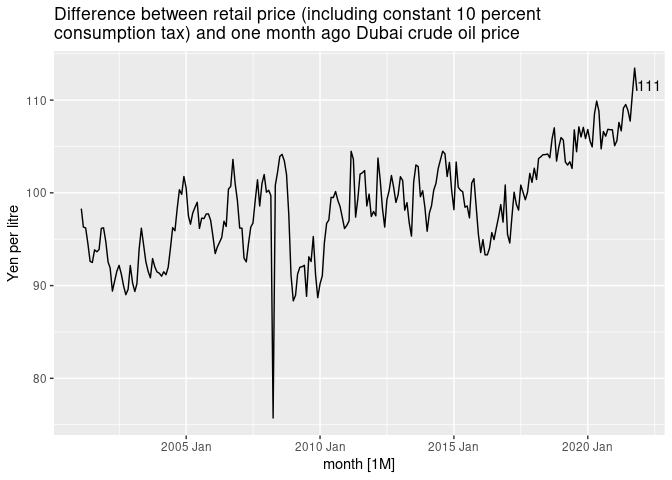 Difference between retail price (including constant 10 percent
consumption tax) and one month ago Dubai crude oil price
Yen per litre
110
100
90
80
111
2005 Jan
2010 Jan
2015 Jan
2020 Jan
month [1M]